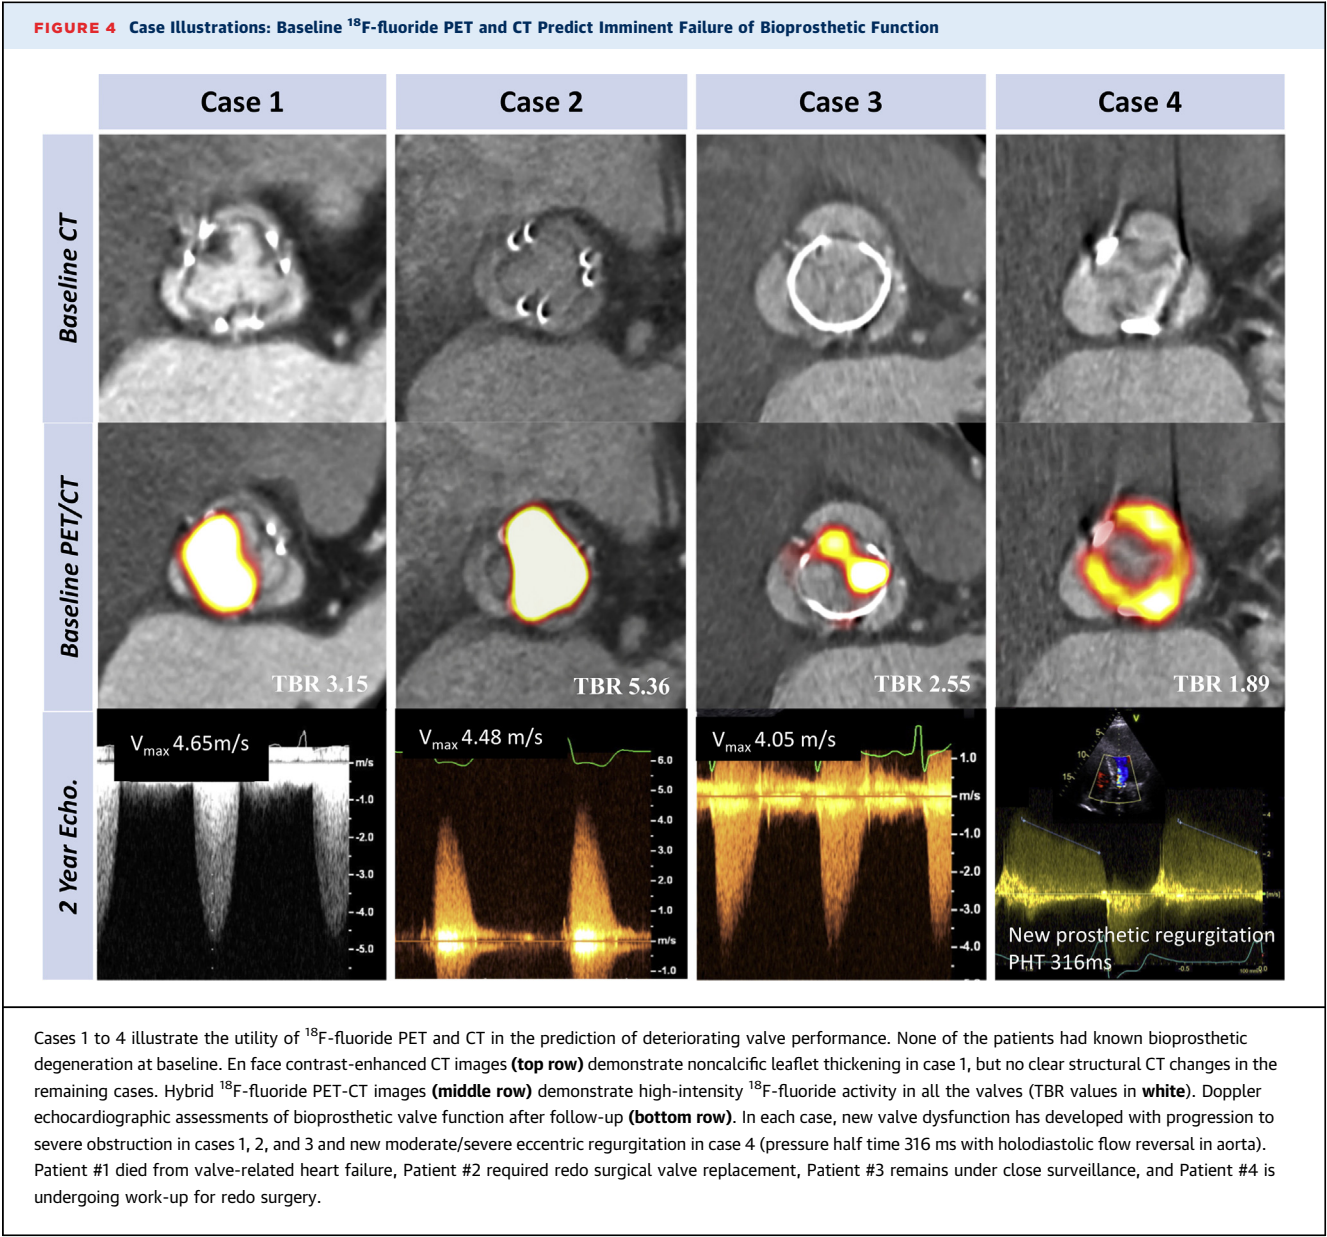 FIGURE 4 Case Illustrations: Baseline ¹⁸F-fluoride PET and CT Predict Imminent Failure of Bioprosthetic Function
Case 1
Case 2
Case 3
Case 4
Baseline CT
Baseline PET/CT
TBR 3.15
TBR 5.36
TBR 2.55
TBR 1.89
2 Year Echo.
Vmax 4.65m/s
m/s
-1.0
-2.0
-3.0
-4.0
-5.0
Vmax 4.48 m/s
6.0
5.0
4.0
3.0
2.0
1.0
m/s
-1.0
Vmax 4.05 m/s
1.0
m/s
-1.0
-2.0
-3.0
-4.0
V
5
10
15
4
2
[m/s]
New prosthetic regurgitation
PHT 316ms
-0.5
0.0
Cases 1 to 4 illustrate the utility of ¹⁸F-fluoride PET and CT in the prediction of deteriorating valve performance. None of the patients had known bioprosthetic
degeneration at baseline. En face contrast-enhanced CT images (top row) demonstrate noncalcific leaflet thickening in case 1, but no clear structural CT changes in the
remaining cases. Hybrid ¹⁸F-fluoride PET-CT images (middle row) demonstrate high-intensity ¹⁸F-fluoride activity in all the valves (TBR values in white). Doppler
echocardiographic assessments of bioprosthetic valve function after follow-up (bottom row). In each case, new valve dysfunction has developed with progression to
severe obstruction in cases 1, 2, and 3 and new moderate/severe eccentric regurgitation in case 4 (pressure half time 316 ms with holodiastolic flow reversal in aorta).
Patient #1 died from valve-related heart failure, Patient #2 required redo surgical valve replacement, Patient #3 remains under close surveillance, and Patient #4 is
undergoing work-up for redo surgery.